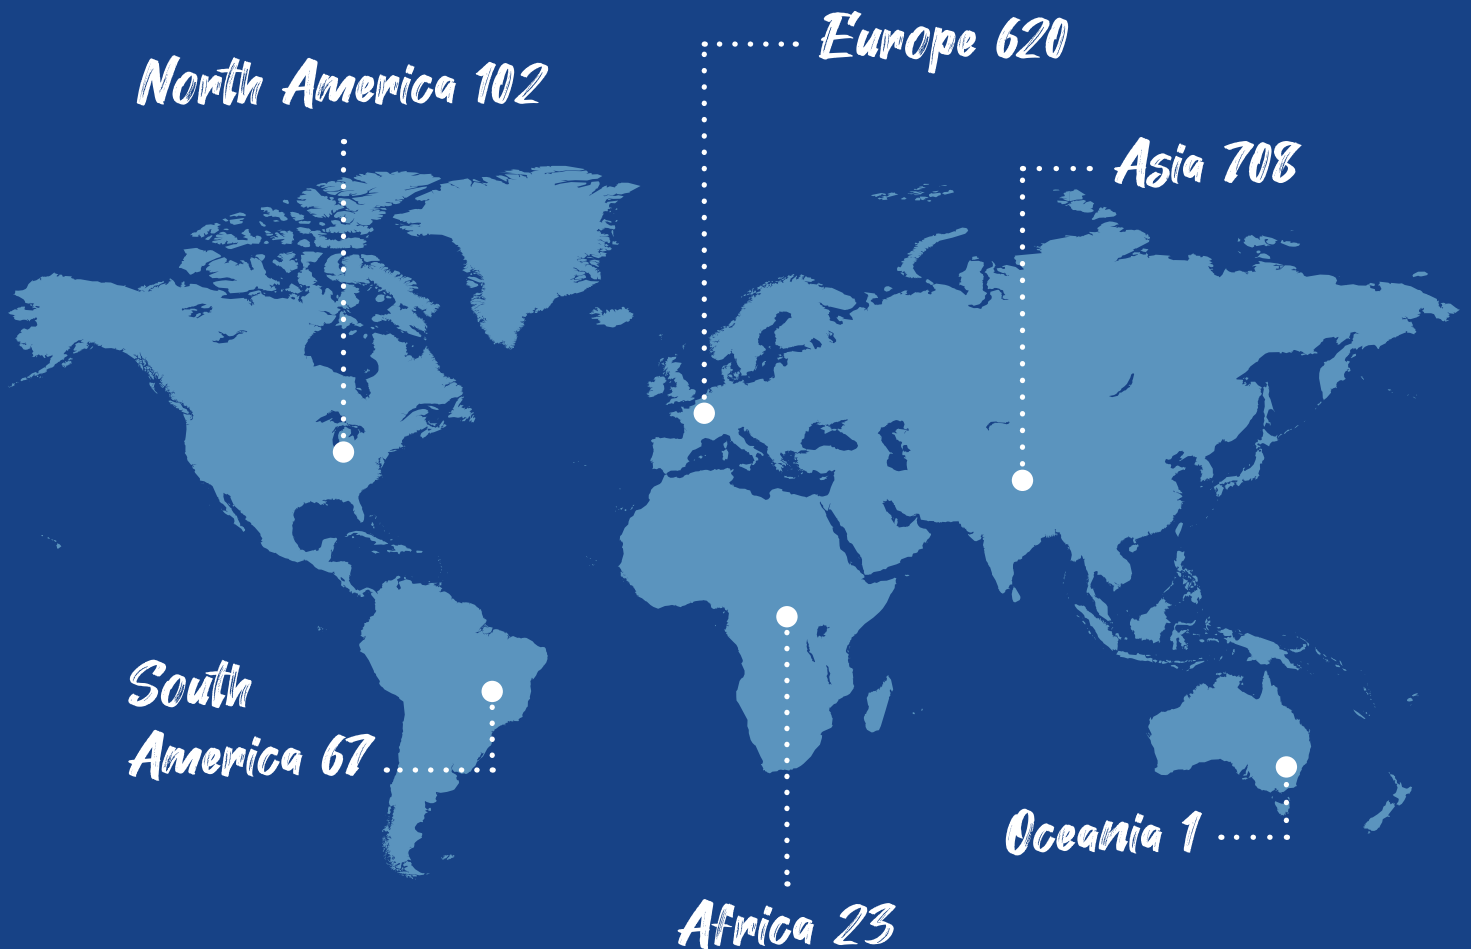 Europe 620
North America 102
Asia 708
South
America 67
Oceania 1
Africa 23